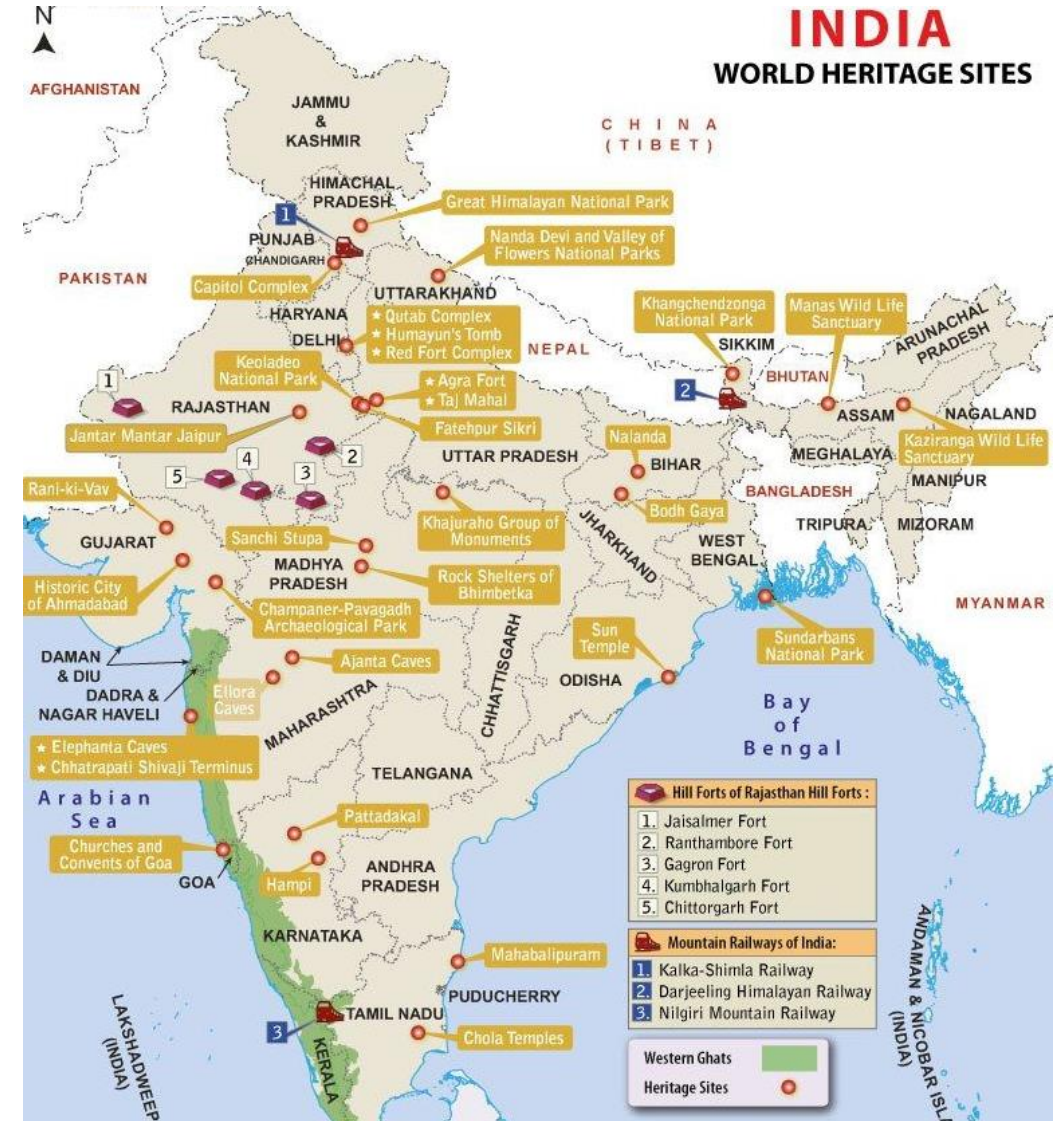 N
INDIA
WORLD HERITAGE SITES
AFGHANISTAN
JAMMU
&
KASHMIR
CHINA
(TIBET)
HIMACHAL
PRADESH
Great Himalayan National Park
1
PUNJAB
CHANDIGARH
Nanda Devi and Valley of
Flowers National Parks
PAKISTAN
Capitol Complex
UTTARAKHAND
HARYANA
DELHI
★ Qutab Complex
★ Humayun's Tomb
★ Red Fort Complex
NEPAL
Khangchendzonga
National Park
SIKKIM
Manas Wild Life
Sanctuary
ARUNACHAL
PRADESH
Keoladeo
National Park
★ Agra Fort
★ Taj Mahal
BHUTAN
2
1
RAJASTHAN
Jantar Mantar Jaipur
Fatehpur Sikri
ASSAM
NAGALAND
Kaziranga Wild Life
Sanctuary
MEGHALAYA
MANIPUR
UTTAR PRADESH
Nalanda
BIHAR
2
4
5
3
BANGLADESH
Rani-ki-Vav
Khajuraho Group of
Monuments
Bodh Gaya
JHARKHAND
WEST
BENGAL
TRIPURA
MIZORAM
GUJARAT
Sanchi Stupa
MADHYA
PRADESH
Rock Shelters of
Bhimbetka
Historic City
of Ahmadabad
Champaner-Pavagadh
Archaeological Park
MYANMAR
CHHATTISGARH
Sun
Temple
Sundarbans
National Park
DAMAN
& DIU
DADRA &
NAGAR HAVELI
Ajanta Caves
Ellora
Caves
MAHARASHTRA
ODISHA
Bay
of
Bengal
★ Elephanta Caves
★ Chhatrapati Shivaji Terminus
TELANGANA
Arabian
Sea
Pattadakal
Churches and
Convents of Goa
GOA
Hampi
ANDHRA
PRADESH
KARNATAKA
Mahabalipuram
PUDUCHERRY
TAMIL NADU
3
Chola Temples
KERALA
LAKSHADWEEP
(INDIA)
Hill Forts of Rajasthan Hill Forts :
1. Jaisalmer Fort
2. Ranthambore Fort
3. Gagron Fort
4. Kumbhalgarh Fort
5. Chittorgarh Fort
Mountain Railways of India:
1. Kalka-Shimla Railway
2. Darjeeling Himalayan Railway
3. Nilgiri Mountain Railway
Western Ghats
Heritage Sites
ANDAMAN & NICOBAR
(INDIA)